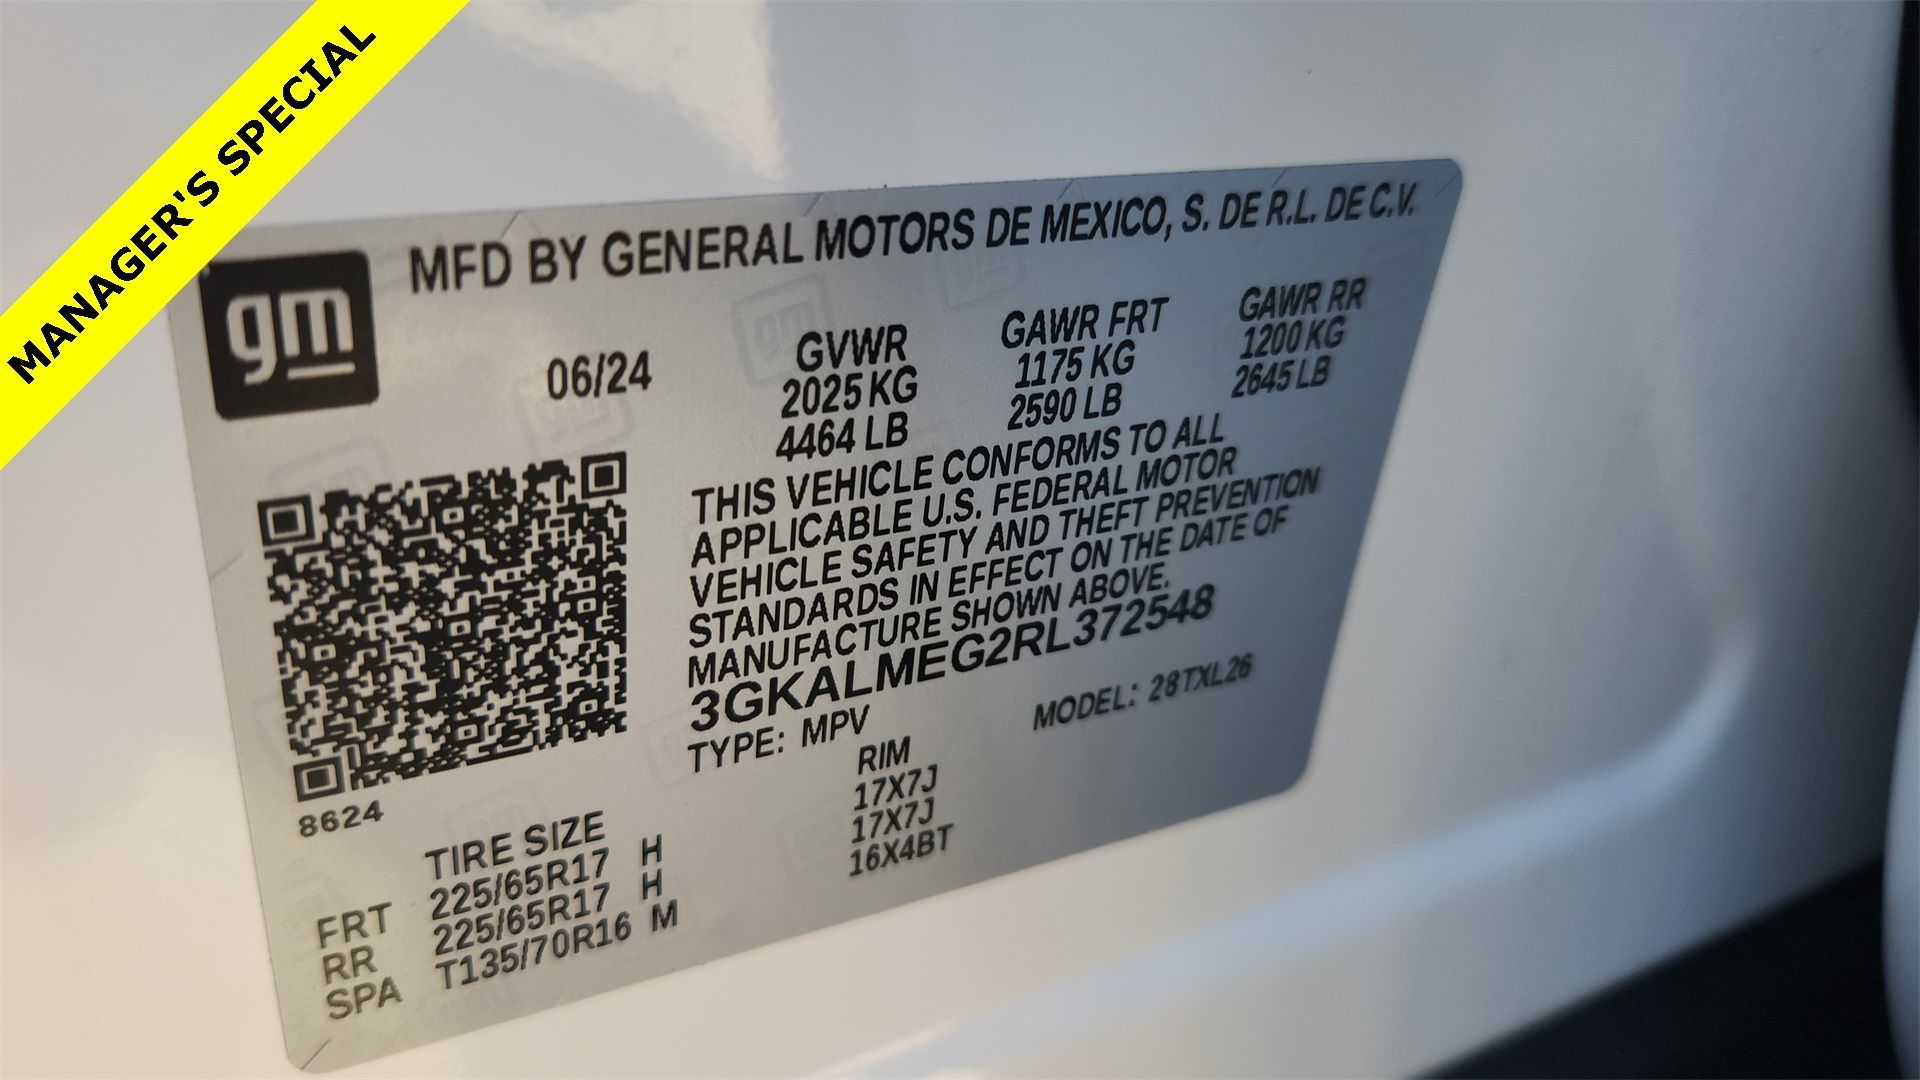 MANAGER'S SPECIAL
gm
MFD BY GENERAL MOTORS DE MEXICO, S. DE R.L. DE C.V.
06/24
GVWR
2025 KG
4464 LB
GAWR FRT
1175 KG
2590 LB
GAWR RR
1200 KG
2645 LB
THIS VEHICLE CONFORMS TO ALL
APPLICABLE U.S. FEDERAL MOTOR
VEHICLE SAFETY AND THEFT PREVENTION
STANDARDS IN EFFECT ON THE DATE OF
MANUFACTURE SHOWN ABOVE.
3GKALMEG2RL372548
TYPE: MPV
MODEL: 28TXL26
8624
TIRE SIZE RIM
FRT 225/65R17 H 17X7J
RR 225/65R17 H 17X7J
SPA T135/70R16 M 16X4BT